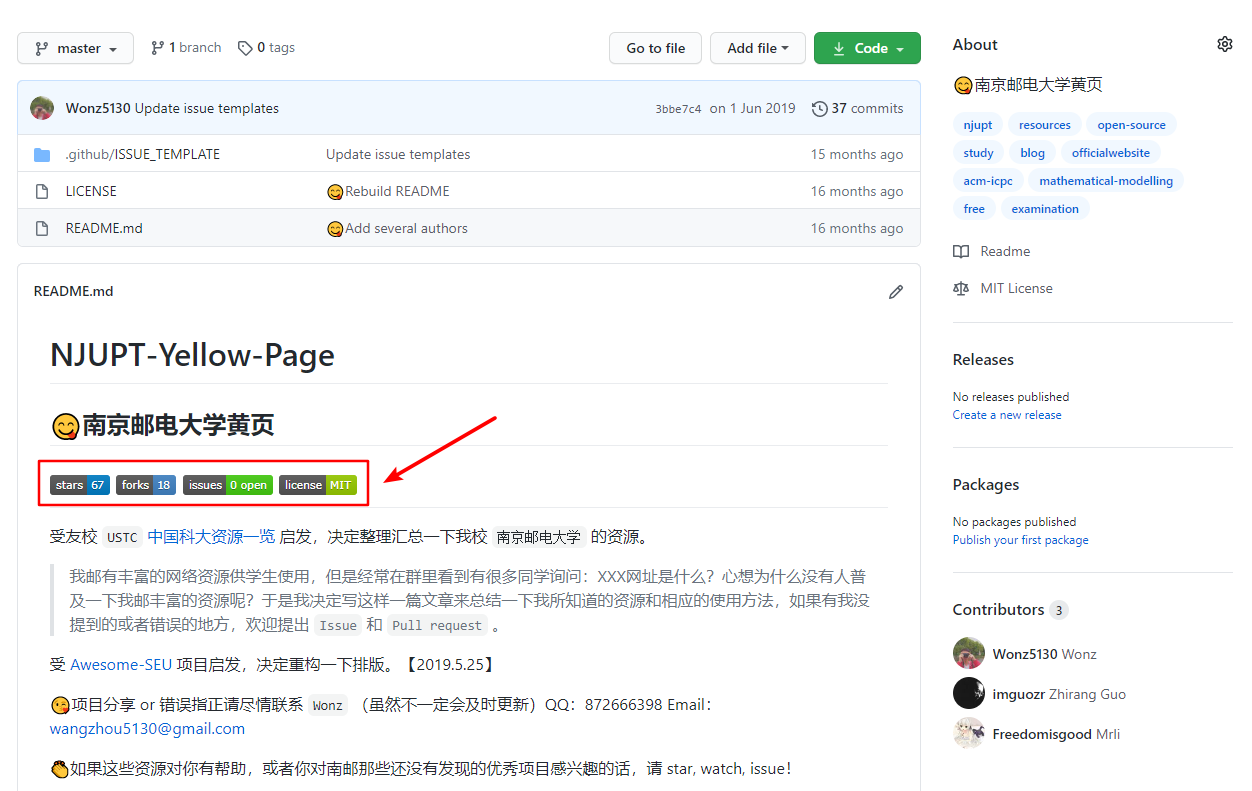 master 1 branch 0 tags Go to file Add file Code
Wonz5130 Update issue templates 3bbe7c4 on 1 Jun 2019 37 commits
.github/ISSUE_TEMPLATE Update issue templates 15 months ago
LICENSE 😋Rebuild README 16 months ago
README.md 😋Add several authors 16 months ago
README.md
NJUPT-Yellow-Page
😋南京邮电大学黄页
stars 67 forks 18 issues 0 open license MIT
受友校 USTC 中国科大资源一览 启发，决定整理汇总一下我校 南京邮电大学 的资源。
我邮有丰富的网络资源供学生使用，但是经常在群里看到有很多同学询问：XXX网址是什么？心想为什么没有人普
及一下我邮丰富的资源呢？于是我决定写这样一篇文章来总结一下我所知道的资源和相应的使用方法，如果有我没
提到的或者错误的地方，欢迎提出 Issue 和 Pull request 。
受 Awesome-SEU 项目启发，决定重构一下排版。【2019.5.25】
😘项目分享 or 错误指正请尽情联系 Wonz （虽然不一定会及时更新）QQ：872666398 Email：
wangzhou5130@gmail.com
👏如果这些资源对你有帮助，或者你对南邮那些还没有发现的优秀项目感兴趣的话，请 star, watch, issue！
About
😋南京邮电大学黄页
njupt resources open-source
study blog officialwebsite
acm-icpc mathematical-modelling
free examination
Readme
MIT License
Releases
No releases published
Create a new release
Packages
No packages published
Publish your first package
Contributors 3
Wonz5130 Wonz
imguozr Zhirang Guo
Freedomisgood Mrli